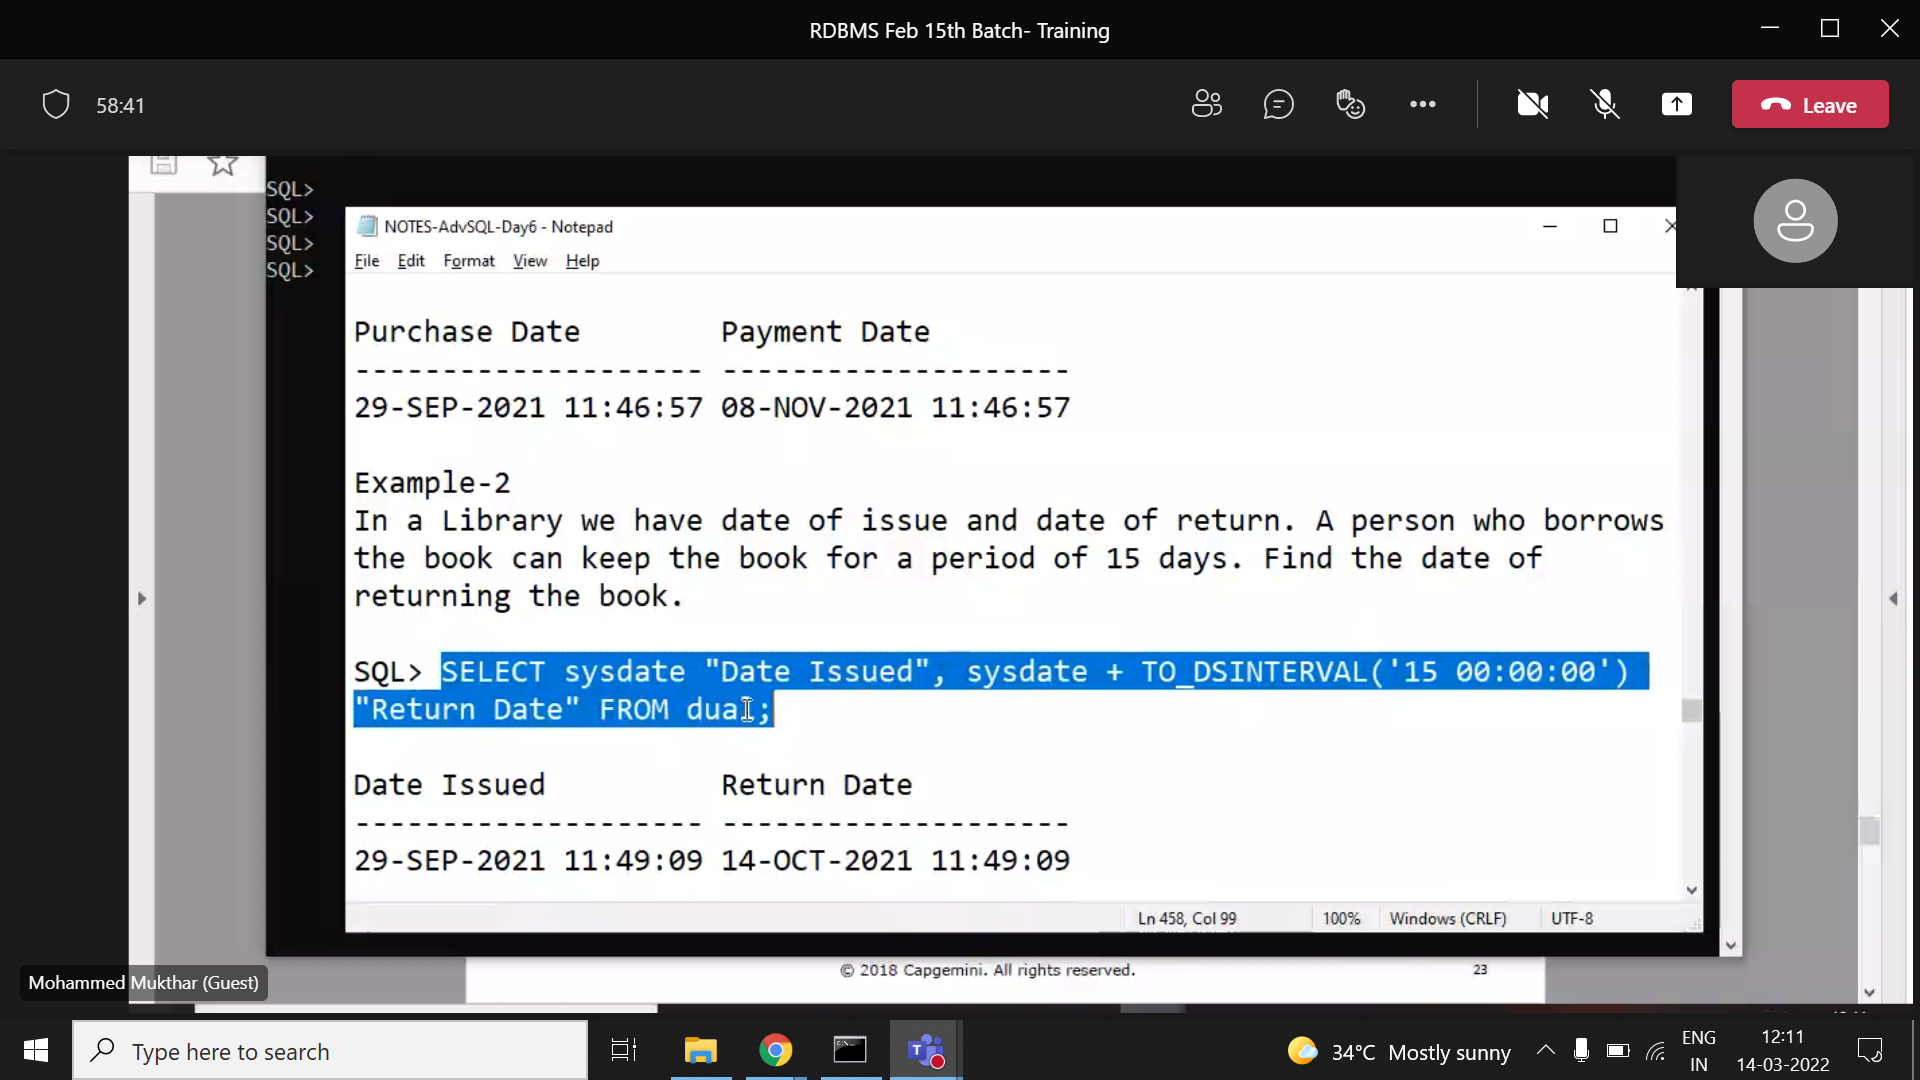 RDBMS Feb 15th Batch- Training
58:41
Leave
SQL>
SQL>
SQL>
SQL>
NOTES-AdvSQL-Day6 - Notepad
File Edit Format View Help
Purchase Date Payment Date
-------------------- --------------------
29-SEP-2021 11:46:57 08-NOV-2021 11:46:57
Example-2
In a Library we have date of issue and date of return. A person who borrows
the book can keep the book for a period of 15 days. Find the date of
returning the book.
SQL> SELECT sysdate "Date Issued", sysdate + TO_DSINTERVAL('15 00:00:00')
"Return Date" FROM dual;
Date Issued Return Date
-------------------- --------------------
29-SEP-2021 11:49:09 14-OCT-2021 11:49:09
Ln 458, Col 99 100% Windows (CRLF) UTF-8
© 2018 Capgemini. All rights reserved. 23
Mohammed Mukthar (Guest)
Type here to search
34°C Mostly sunny
ENG
IN
12:11
14-03-2022